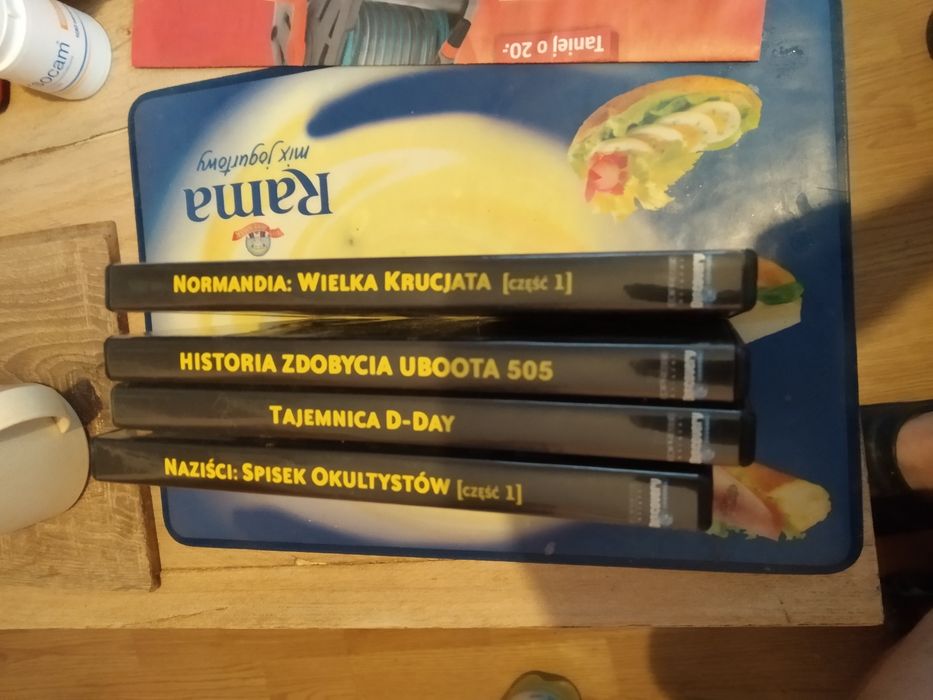 ocam
Taniej o 20,-
Rama
mix jogurtowy
NORMANDIA: WIELKA KRUCJATA [CZĘŚĆ 1]
HISTORIA ZDOBYCIA UBOOTA 505
TAJEMNICA D-DAY
NAZIŚCI: SPISEK OKULTYSTÓW [CZĘŚĆ 1]